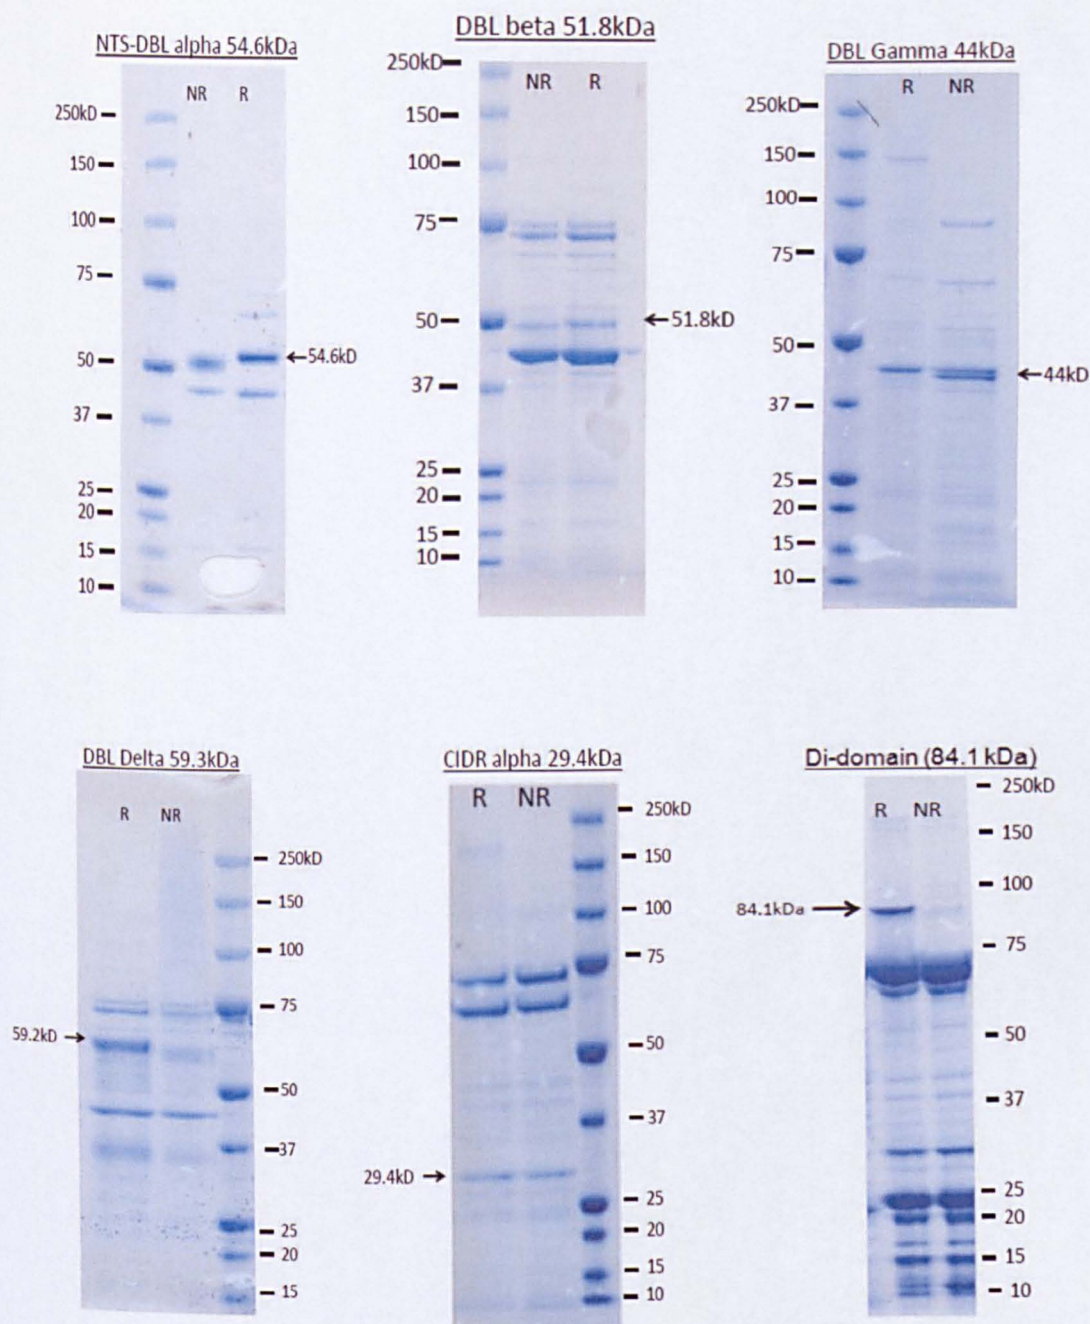 NTS-DBL alpha 54.6kDa
NR R
250kD
150
100
75
50
37
25
20
15
10
←54.6kD
DBL beta 51.8kDa
NR R
250kD
150
100
75
50
37
25
20
15
10
←51.8kD
DBL Gamma 44kDa
R NR
250kD
150
100
75
50
37
25
20
15
10
←44kD
DBL Delta 59.3kDa
R NR
250kD
150
100
75
50
37
25
20
15
59.2kD →
CIDR alpha 29.4kDa
R NR
250kD
150
100
75
50
37
25
20
15
10
29.4kD →
Di-domain (84.1 kDa)
R NR
250kD
150
100
75
50
37
25
20
15
10
84.1kDa →